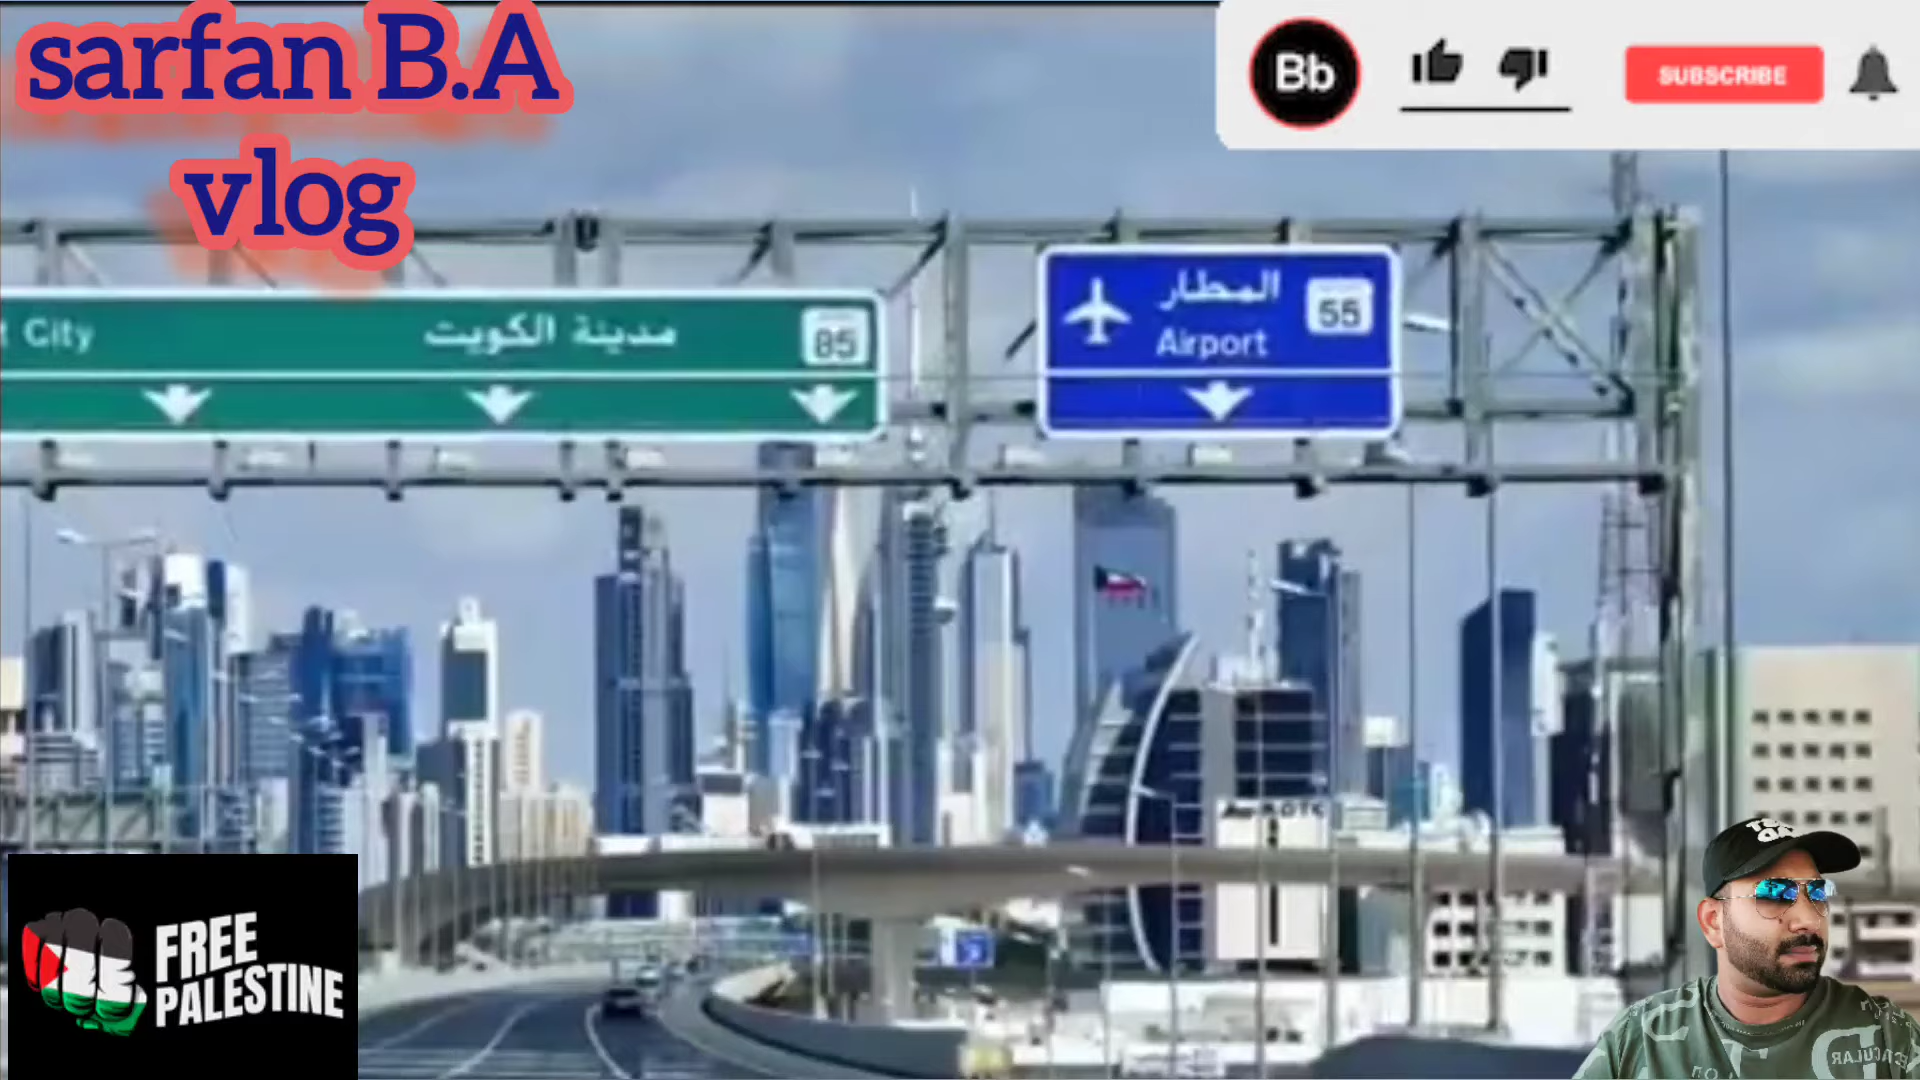 sarfan B.A
vlog
Bb
SUBSCRIBE
المطار
55
Airport
City
مدينة الكويت
85
FREE
PALESTINE